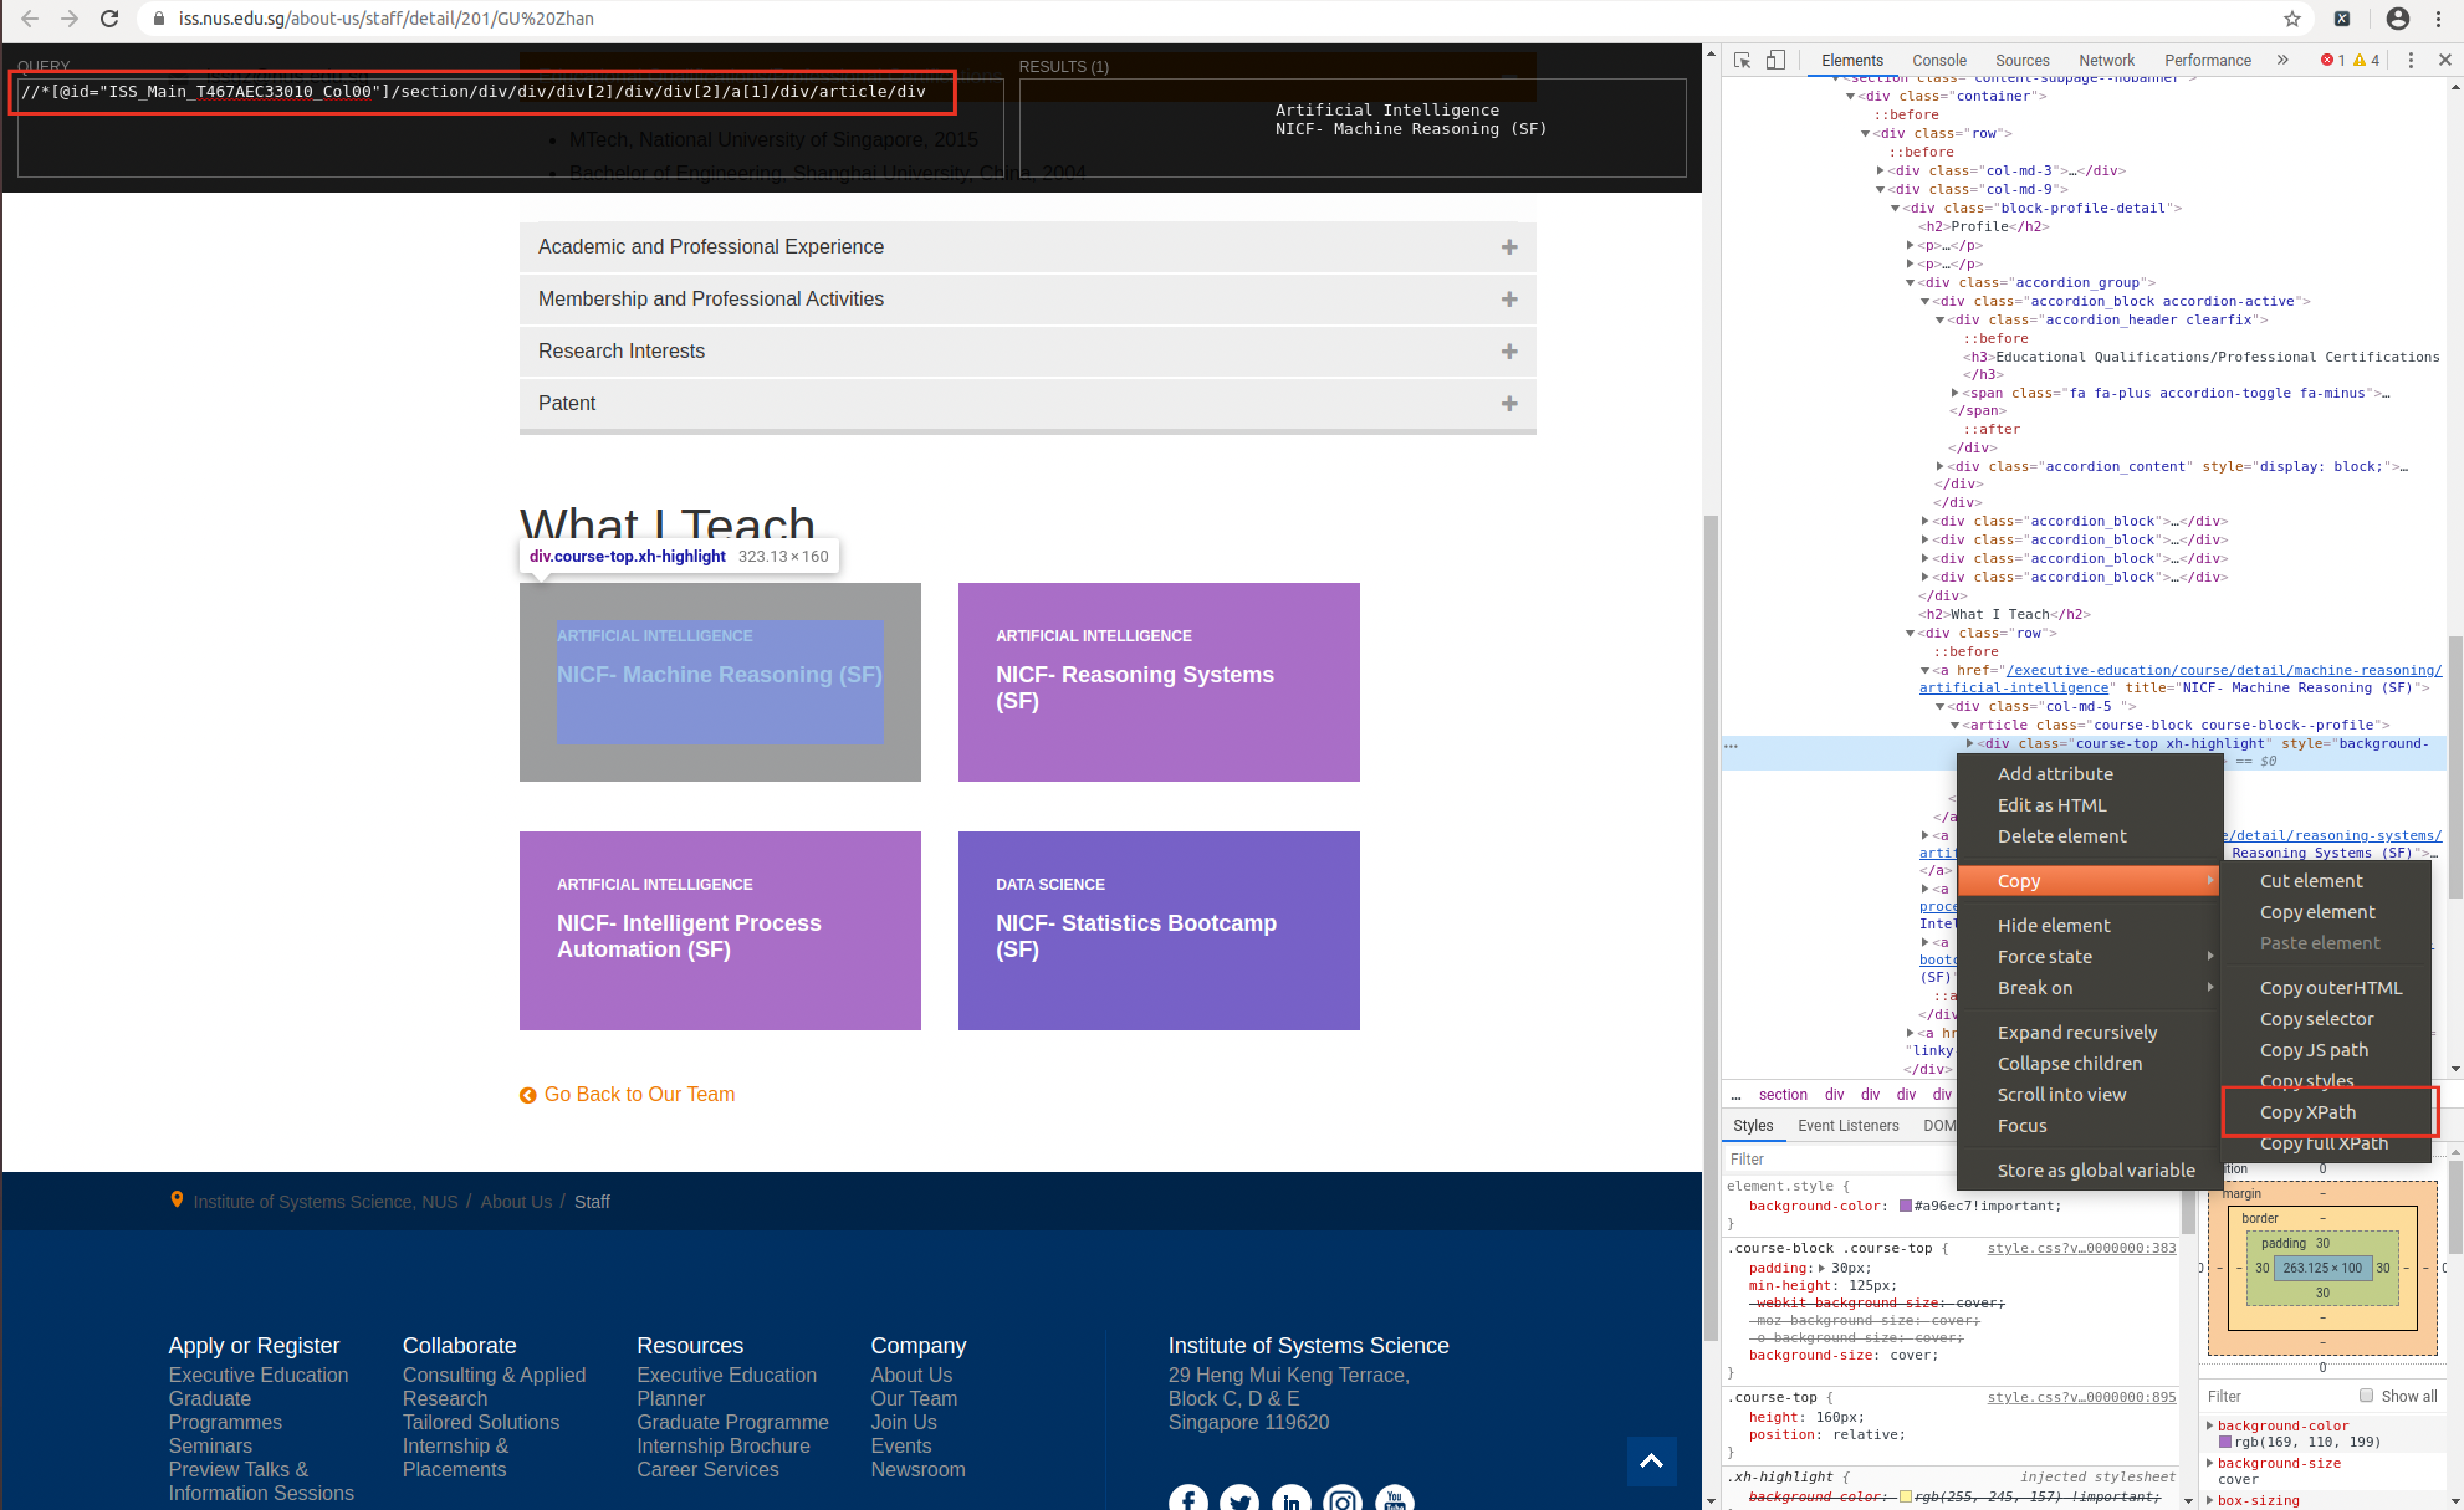 iss.nus.edu.sg/about-us/staff/detail/201/GU%20Zhan
QUERY
//*[@id="ISS_Main_T467AEC33010_Col00"]/section/div/div/div[2]/div/div[2]/a[1]/div/article/div
RESULTS (1)
Artificial Intelligence
NICF- Machine Reasoning (SF)
MTech, National University of Singapore, 2015
Bachelor of Engineering, Shanghai University, China, 2004
Academic and Professional Experience
Membership and Professional Activities
Research Interests
Patent
What I Teach
div.course-top.xh-highlight 323.13 × 160
ARTIFICIAL INTELLIGENCE
NICF- Machine Reasoning (SF)
ARTIFICIAL INTELLIGENCE
NICF- Reasoning Systems
(SF)
ARTIFICIAL INTELLIGENCE
NICF- Intelligent Process
Automation (SF)
DATA SCIENCE
NICF- Statistics Bootcamp
(SF)
Go Back to Our Team
Institute of Systems Science, NUS / About Us / Staff
Apply or Register
Executive Education
Graduate
Programmes
Seminars
Preview Talks &
Information Sessions
Collaborate
Consulting & Applied
Research
Tailored Solutions
Internship &
Placements
Resources
Executive Education
Planner
Graduate Programme
Internship Brochure
Career Services
Company
About Us
Our Team
Join Us
Events
Newsroom
Institute of Systems Science
29 Heng Mui Keng Terrace,
Block C, D & E
Singapore 119620
Elements Console Sources Network Performance » 1 4
<section class="content-subpage--nobanner">
<div class="container">
::before
<div class="row">
::before
<div class="col-md-3">…</div>
<div class="col-md-9">
<div class="block-profile-detail">
<h2>Profile</h2>
<p>…</p>
<p>…</p>
<div class="accordion_group">
<div class="accordion_block accordion-active">
<div class="accordion_header clearfix">
::before
<h3>Educational Qualifications/Professional Certifications
</h3>
<span class="fa fa-plus accordion-toggle fa-minus">…
</span>
::after
</div>
<div class="accordion_content" style="display: block;">…
</div>
</div>
<div class="accordion_block">…</div>
<div class="accordion_block">…</div>
<div class="accordion_block">…</div>
<div class="accordion_block">…</div>
</div>
<h2>What I Teach</h2>
<div class="row">
::before
<a href="/executive-education/course/detail/machine-reasoning/
artificial-intelligence" title="NICF- Machine Reasoning (SF)">
<div class="col-md-5 ">
<article class="course-block course-block--profile">
<div class="course-top xh-highlight" style="background-
== $0
e/detail/reasoning-systems/
Reasoning Systems (SF)">…
</a>
<a
proce
Intel
<a
bootc
(SF)"
::a
</div
<a hr
"linky
</div>
Add attribute
Edit as HTML
Delete element
Copy
Hide element
Force state
Break on
Expand recursively
Collapse children
Scroll into view
Focus
Store as global variable
Cut element
Copy element
Paste element
Copy outerHTML
Copy selector
Copy JS path
Copy styles
Copy XPath
Copy full XPath
… section div div div div
Styles Event Listeners DOM
Filter
element.style {
background-color: #a96ec7!important;
}
.course-block .course-top { style.css?v…0000000:383
padding: 30px;
min-height: 125px;
-webkit-background-size: cover;
-moz-background-size: cover;
-o-background-size: cover;
background-size: cover;
}
.course-top { style.css?v…0000000:895
height: 160px;
position: relative;
}
.xh-highlight { injected stylesheet
background-color: rgb(255, 245, 157) !important;
ition 0
margin -
border -
padding 30
- - 30 263.125 × 100 30 - -
30
-
-
0
Filter Show all
background-color
rgb(169, 110, 199)
background-size
cover
box-sizing